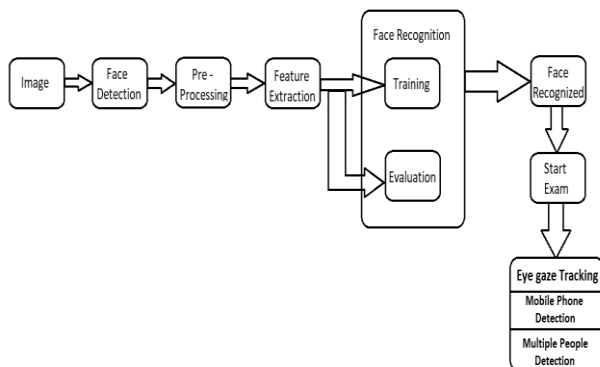 Image
Face
Detection
Pre -
Processing
Feature
Extraction
Face Recognition
Training
Evaluation
Face
Recognized
Start
Exam
Eye gaze Tracking
Mobile Phone
Detection
Multiple People
Detection